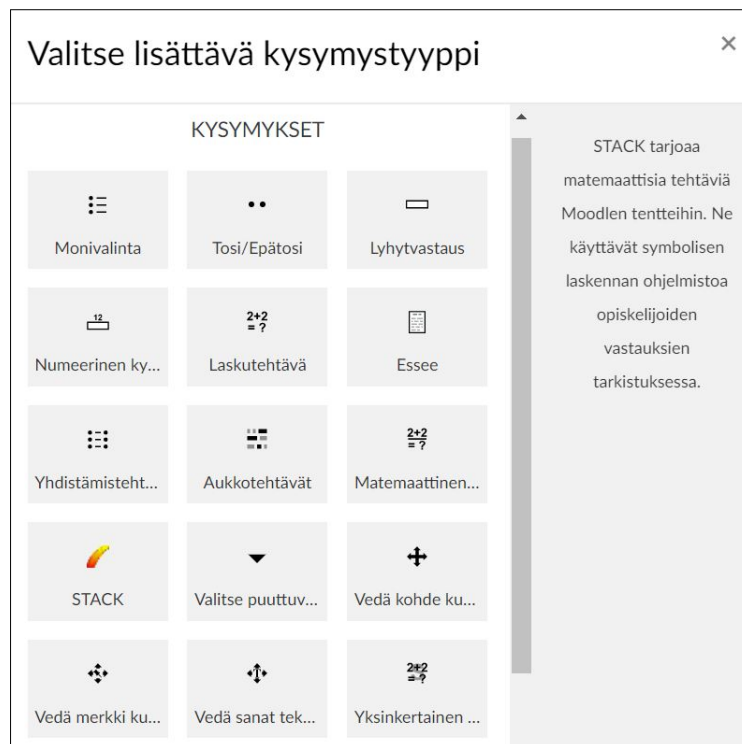 Valitse lisättävä kysymystyyppi
×
KYSYMYKSET
Monivalinta
Tosi/Epätosi
Lyhytvastaus
12
Numeerinen ky...
2+2
= ?
Laskutehtävä
Essee
Yhdistämisteht...
Aukkotehtävät
2+2
= ?
Matemaattinen...
STACK
Valitse puuttuv...
Vedä kohde ku...
Vedä merkki ku...
Vedä sanat tek...
2+2
= ?
Yksinkertainen ...
STACK tarjoaa
matemaattisia tehtäviä
Moodlen tentteihin. Ne
käyttävät symbolisen
laskennan ohjelmistoa
opiskelijoiden
vastauksien
tarkistuksessa.